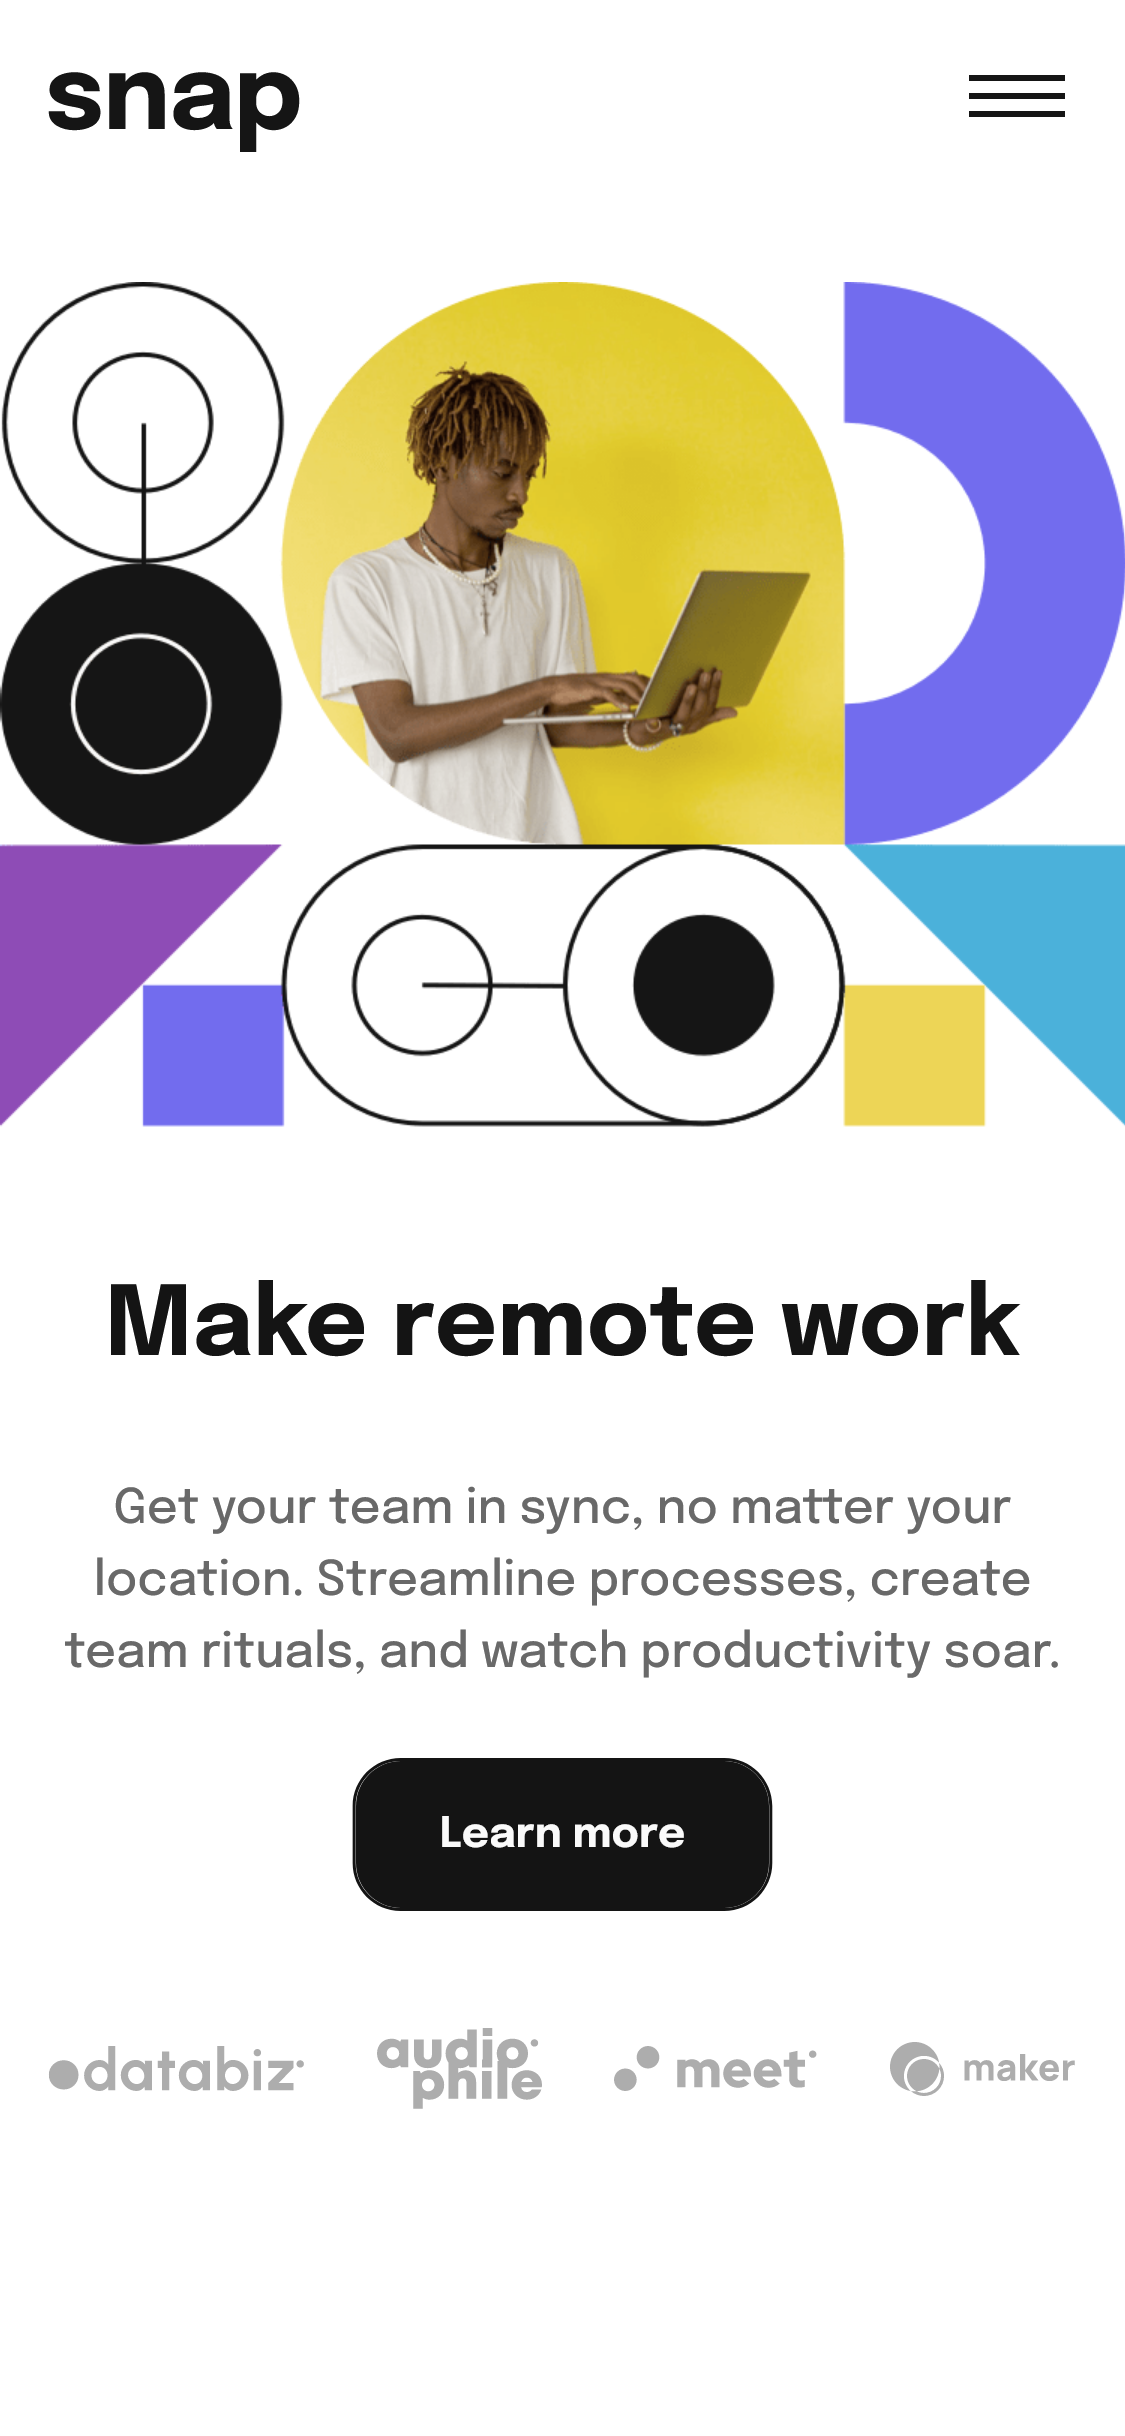 snap
Make remote work
Get your team in sync, no matter your
location. Streamline processes, create
team rituals, and watch productivity soar.
Learn more
databiz
audio
phile
meet
maker